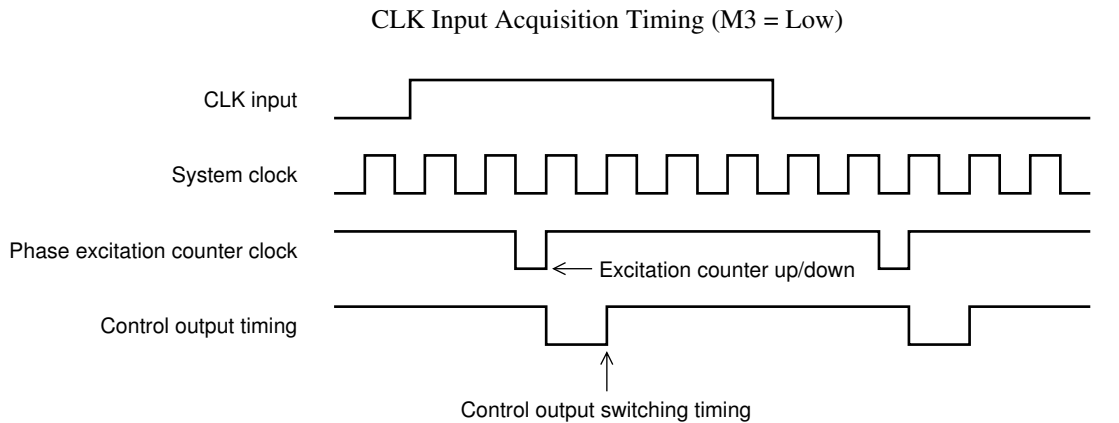 CLK Input Acquisition Timing (M3 = Low)
CLK input
System clock
Phase excitation counter clock
Excitation counter up/down
Control output timing
Control output switching timing